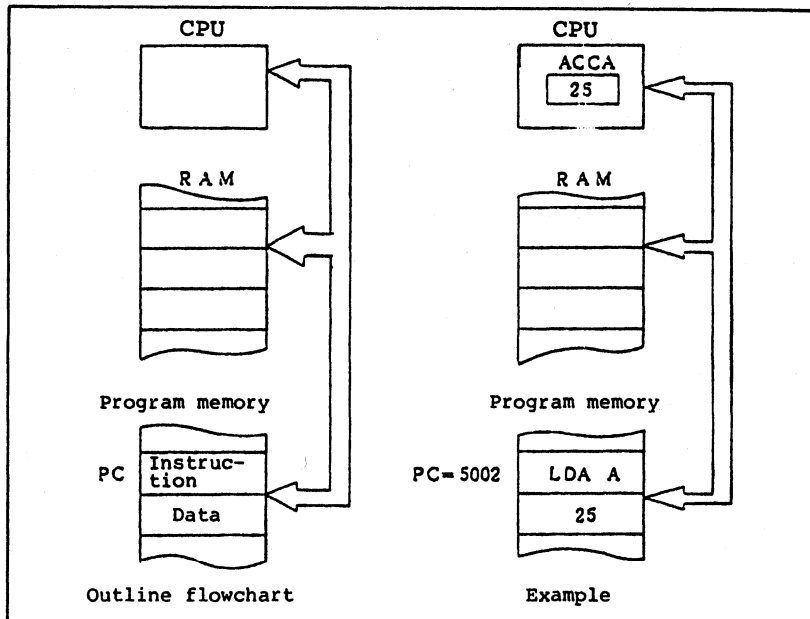 CPU
RAM
Program memory
PC
Instruc-
tion
Data
Outline flowchart
CPU
ACCA
25
RAM
Program memory
PC=5002
LDA A
25
Example